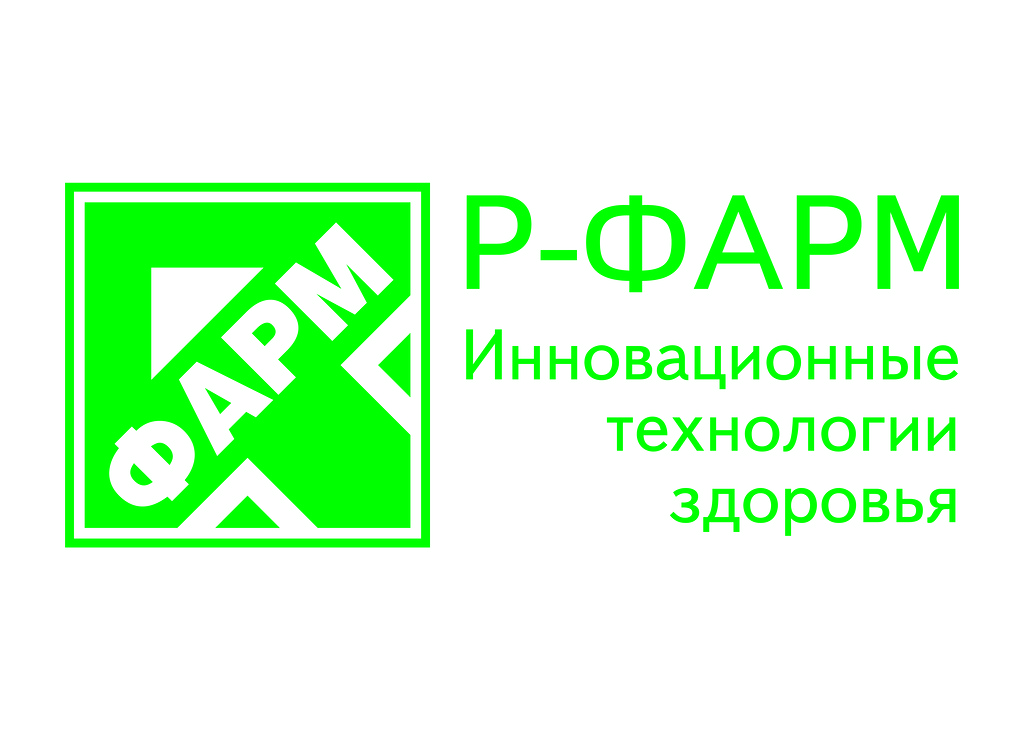 ФАРМ
Р-ФАРМ
Инновационные
технологии
здоровья